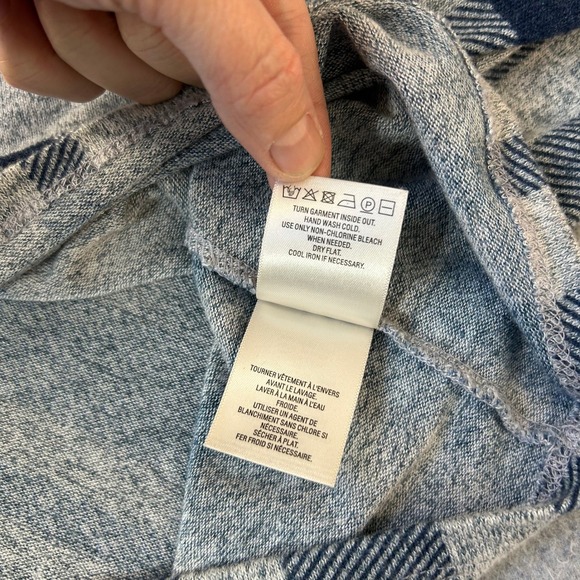 TURN GARMENT INSIDE OUT.
HAND WASH COLD.
USE ONLY NON-CHLORINE BLEACH
WHEN NEEDED.
DRY FLAT.
COOL IRON IF NECESSARY.
TOURNER VÊTEMENT À L'ENVERS
AVANT LE LAVAGE.
LAVER À LA MAIN À L'EAU
FROIDE.
UTILISER UN AGENT DE
BLANCHIMENT SANS CHLORE SI
NÉCESSAIRE.
SÉCHER À PLAT.
FER FROID SI NÉCESSAIRE.